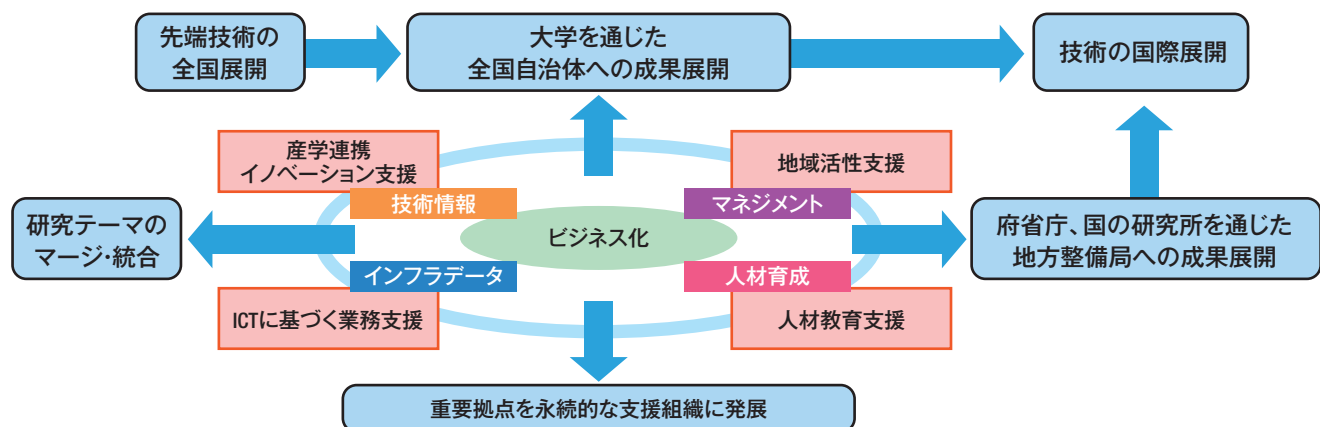 先端技術の
全国展開
大学を通じた
全国自治体への成果展開
技術の国際展開
産学連携
イノベーション支援
地域活性支援
技術情報
マネジメント
研究テーマの
マージ・統合
ビジネス化
府省庁、国の研究所を通じた
地方整備局への成果展開
インフラデータ
人材育成
ICTに基づく業務支援
人材教育支援
重要拠点を永続的な支援組織に発展